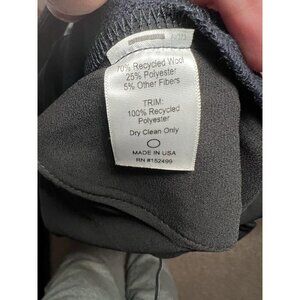 70% Recycled Wool
25% Polyester
5% Other Fibers
TRIM:
100% Recycled
Polyester
Dry Clean Only
MADE IN USA
RN #152499